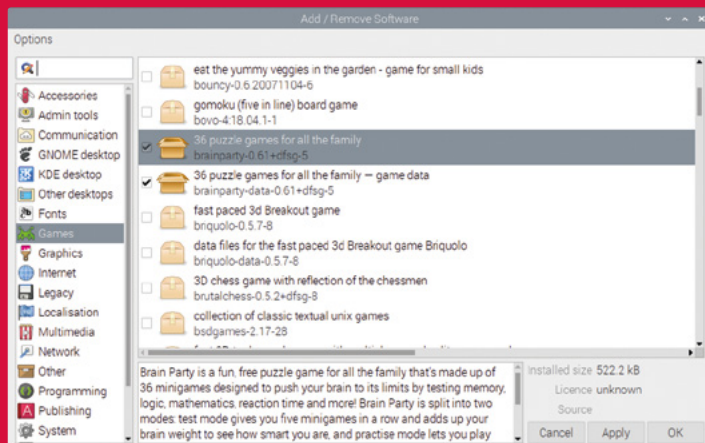 Add / Remove Software
Options
Accessories
Admin tools
Communication
GNOME desktop
KDE desktop
Other desktops
Fonts
Games
Graphics
Internet
Legacy
Localisation
Multimedia
Network
Other
Programming
Publishing
System
eat the yummy veggies in the garden - game for small kids
bouncy-0.6.20071104-6
gomoku (five in line) board game
bovo-4:18.04.1-1
36 puzzle games for all the family
brainparty-0.61+dfsg-5
36 puzzle games for all the family — game data
brainparty-data-0.61+dfsg-5
fast paced 3d Breakout game
briquolo-0.5.7-8
data files for the fast paced 3d Breakout game Briquolo
briquolo-data-0.5.7-8
3D chess game with reflection of the chessmen
brutalchess-0.5.2+dfsg-8
collection of classic textual unix games
bsdgames-2.17-28
Brain Party is a fun, free puzzle game for all the family that's made up of
36 minigames designed to push your brain to its limits by testing memory,
logic, mathematics, reaction time and more! Brain Party is split into two
modes: test mode gives you five minigames in a row and adds up your
brain weight to see how smart you are, and practise mode lets you play
Installed size 522.2 kB
Licence unknown
Source
Cancel Apply OK